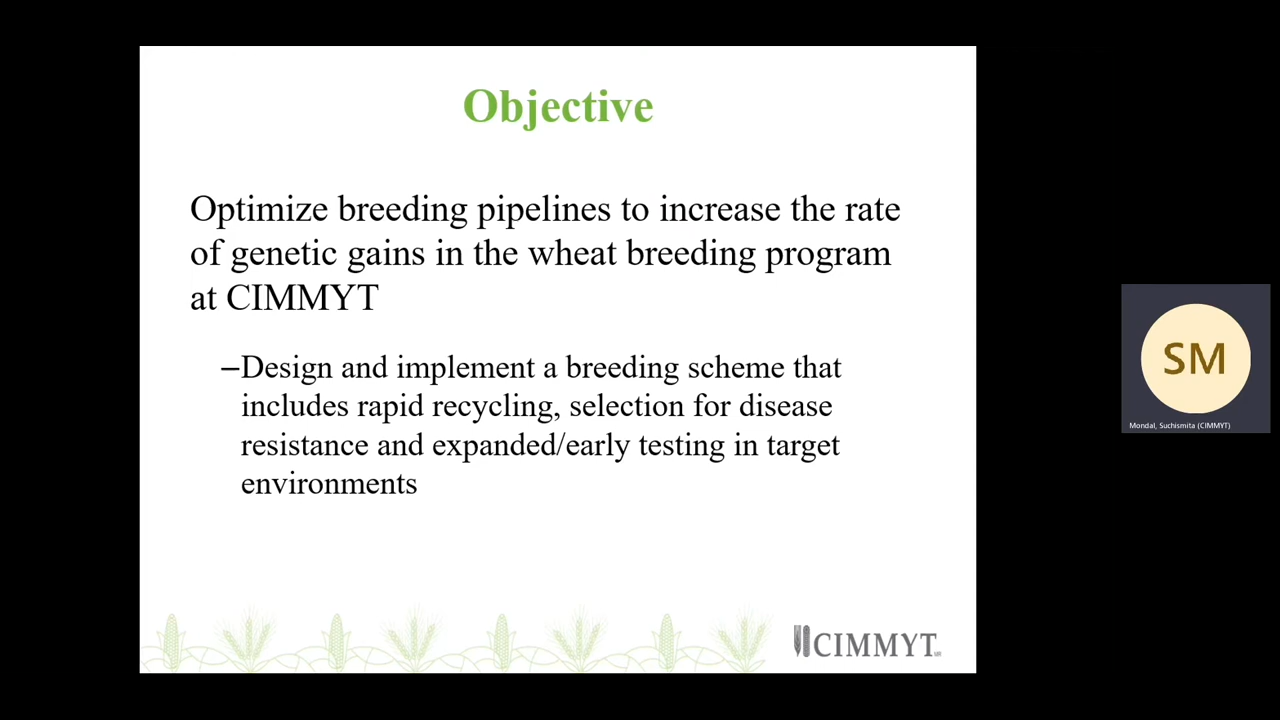 Objective
Optimize breeding pipelines to increase the rate
of genetic gains in the wheat breeding program
at CIMMYT
–Design and implement a breeding scheme that
includes rapid recycling, selection for disease
resistance and expanded/early testing in target
environments
CIMMYT
SM
Mondal, Suchismita (CIMMYT)